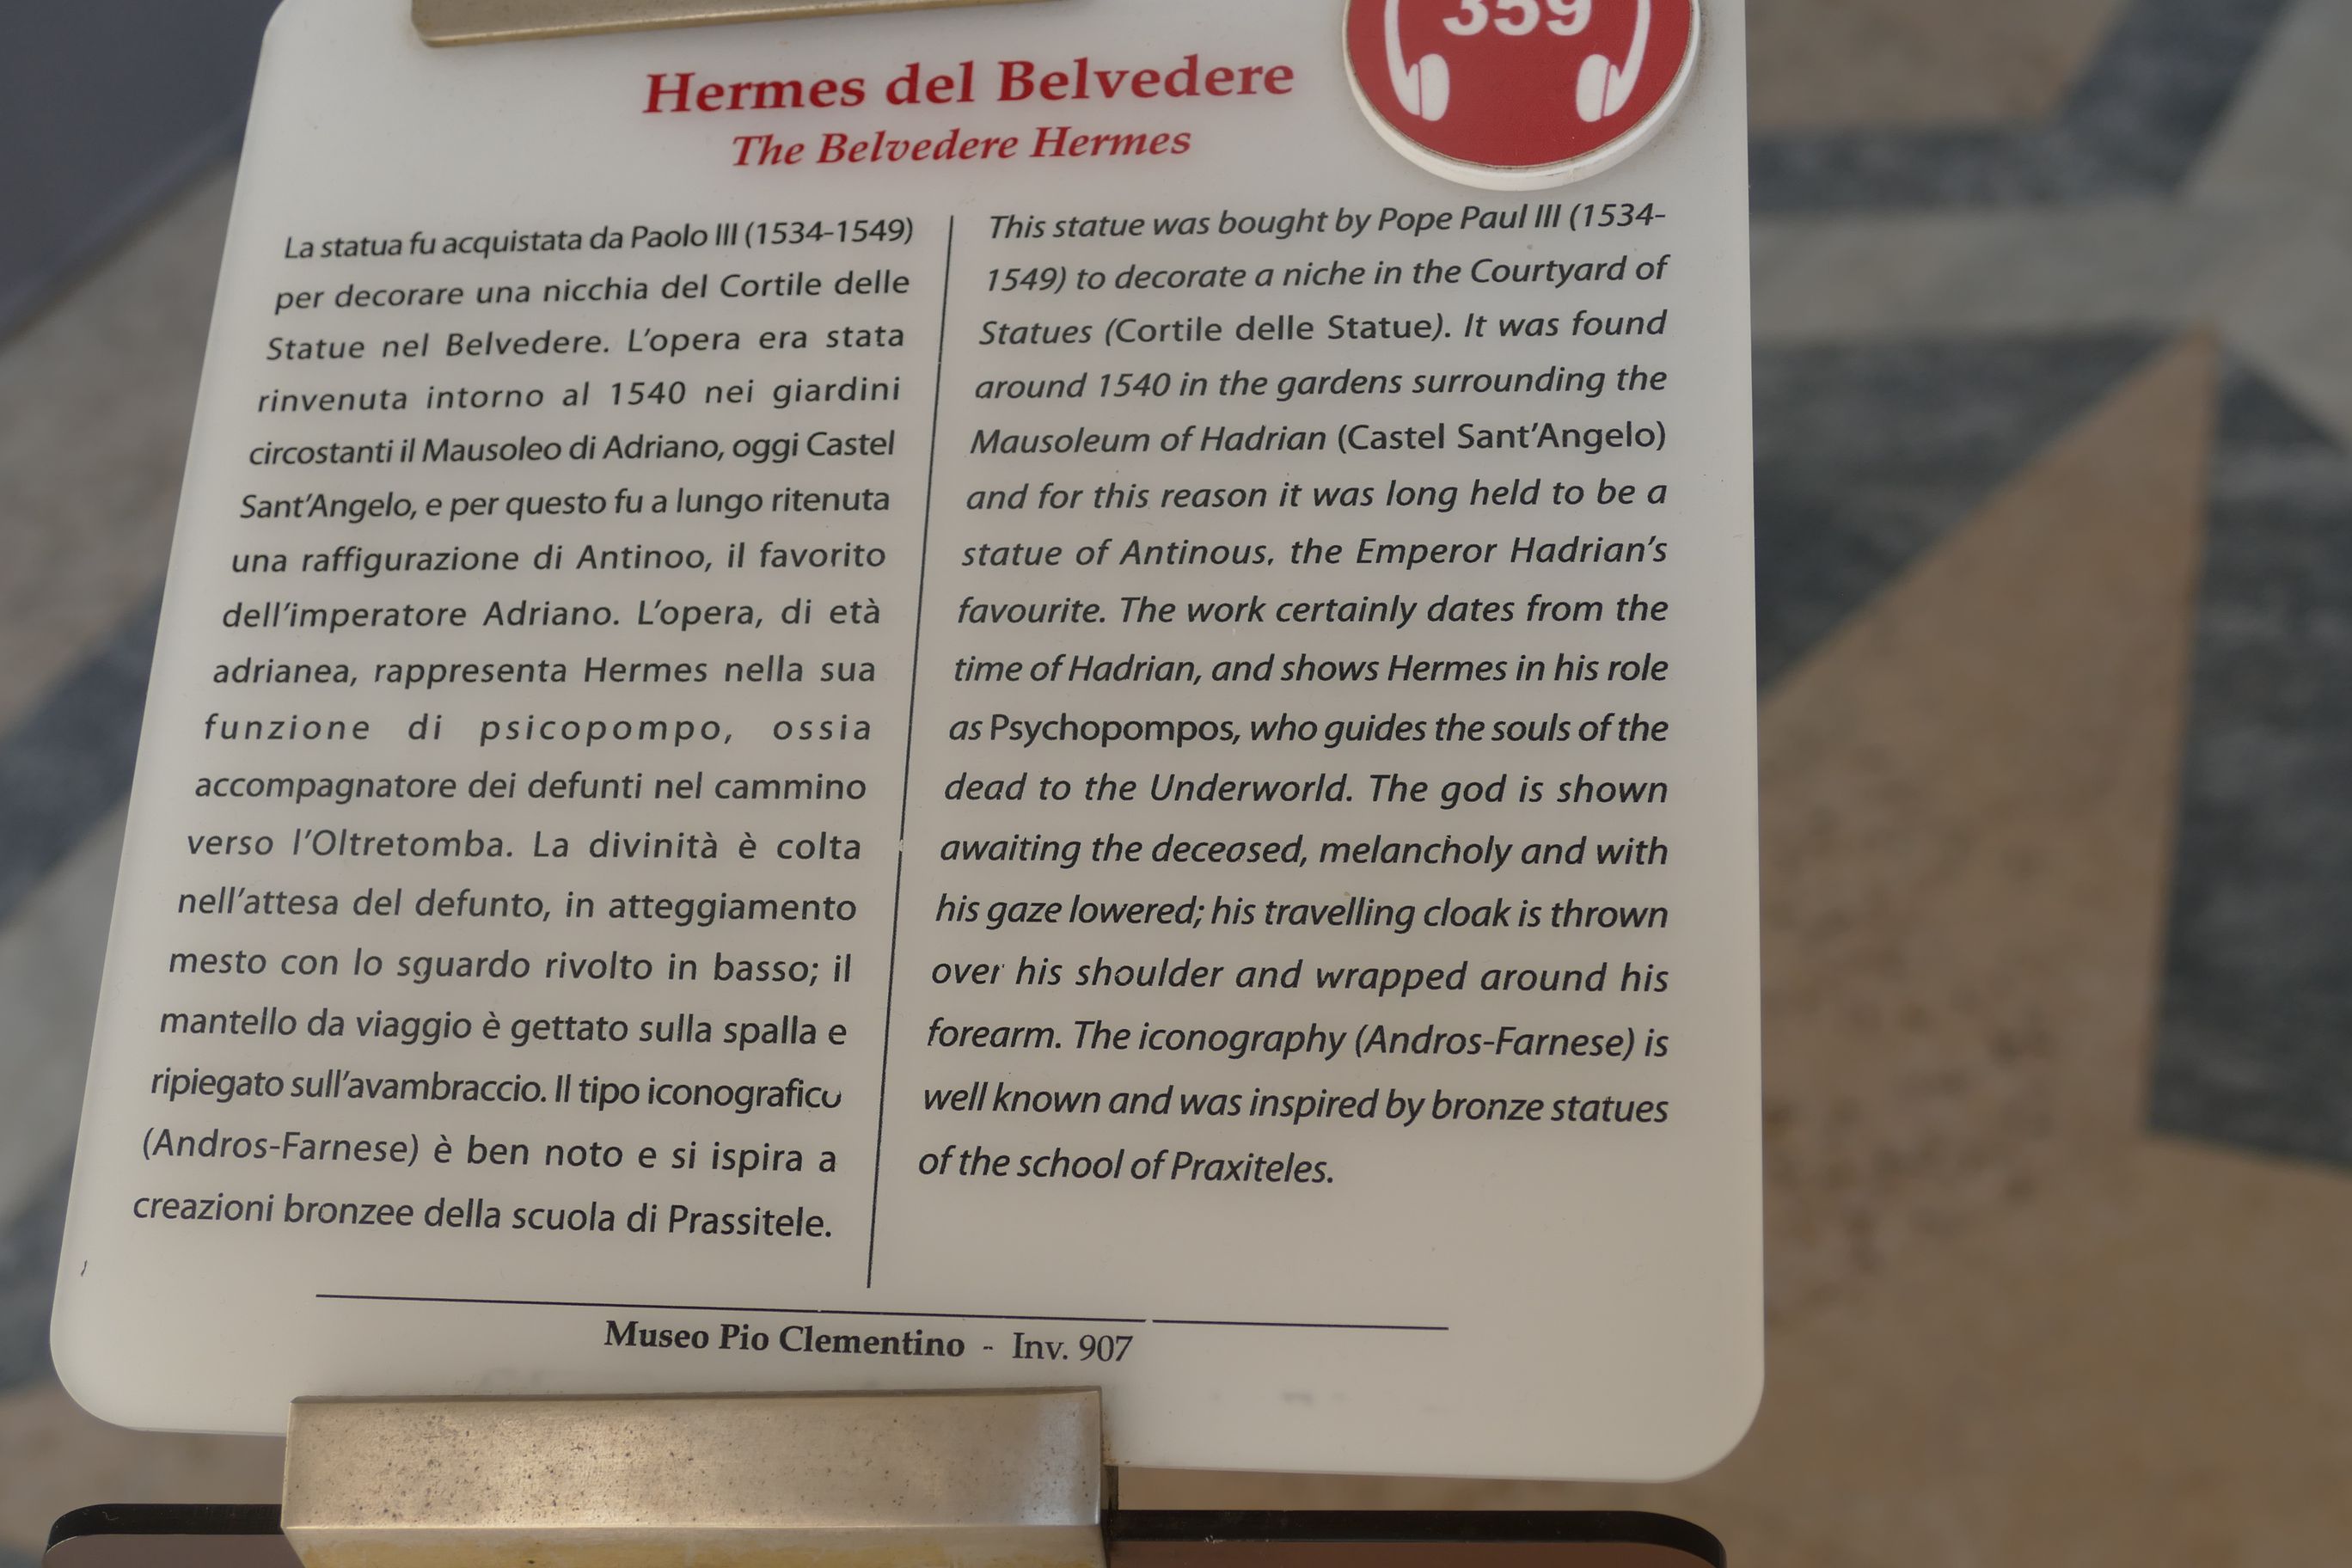 359
Hermes del Belvedere
The Belvedere Hermes
La statua fu acquistata da Paolo III (1534-1549)
per decorare una nicchia del Cortile delle
Statue nel Belvedere. L'opera era stata
rinvenuta intorno al 1540 nei giardini
circostanti il Mausoleo di Adriano, oggi Castel
Sant'Angelo, e per questo fu a lungo ritenuta
una raffigurazione di Antinoo, il favorito
dell'imperatore Adriano. L'opera, di età
adrianea, rappresenta Hermes nella sua
funzione di psicopompo, ossia
accompagnatore dei defunti nel cammino
verso l'Oltretomba. La divinità è colta
nell'attesa del defunto, in atteggiamento
mesto con lo sguardo rivolto in basso; il
mantello da viaggio è gettato sulla spalla e
ripiegato sull'avambraccio. Il tipo iconografico
(Andros-Farnese) è ben noto e si ispira a
creazioni bronzee della scuola di Prassitele.
This statue was bought by Pope Paul III (1534-
1549) to decorate a niche in the Courtyard of
Statues (Cortile delle Statue). It was found
around 1540 in the gardens surrounding the
Mausoleum of Hadrian (Castel Sant'Angelo)
and for this reason it was long held to be a
statue of Antinous, the Emperor Hadrian's
favourite. The work certainly dates from the
time of Hadrian, and shows Hermes in his role
as Psychopompos, who guides the souls of the
dead to the Underworld. The god is shown
awaiting the deceased, melancholy and with
his gaze lowered; his travelling cloak is thrown
over his shoulder and wrapped around his
forearm. The iconography (Andros-Farnese) is
well known and was inspired by bronze statues
of the school of Praxiteles.
Museo Pio Clementino - Inv. 907